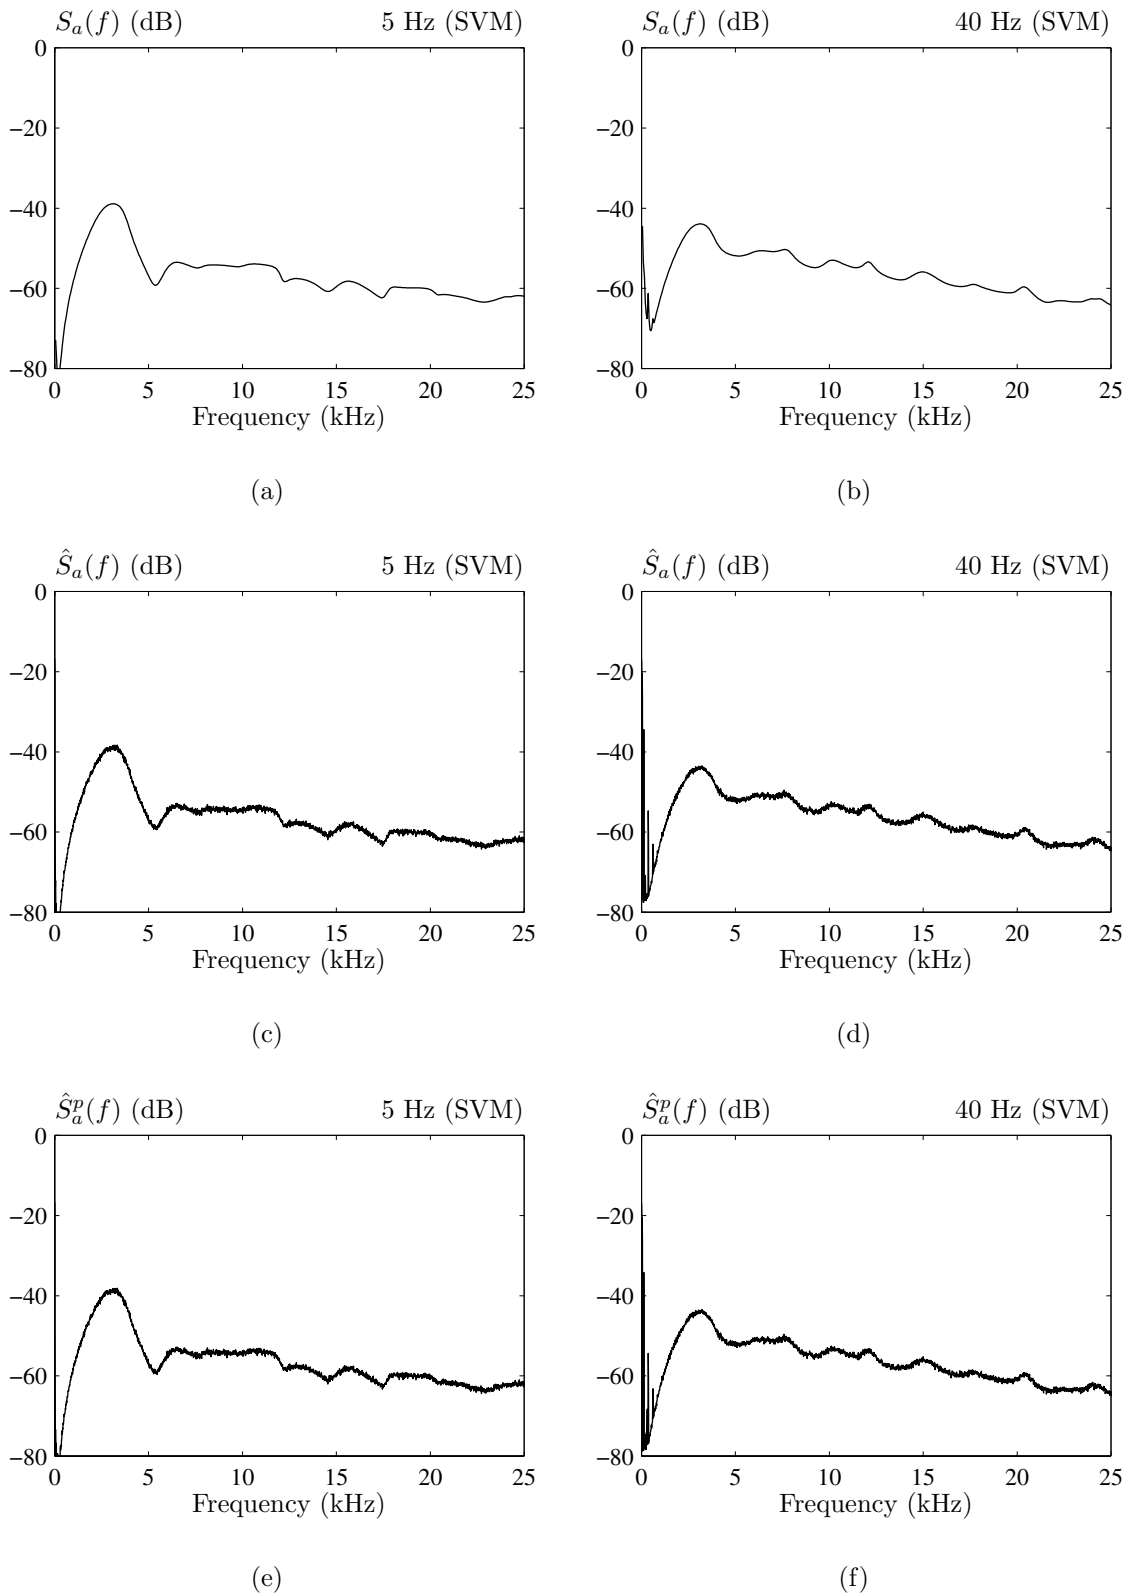 S_a(f) (dB) 5 Hz (SVM)
0
−20
−40
−60
−80
0 5 10 15 20 25
Frequency (kHz)
(a)
S_a(f) (dB) 40 Hz (SVM)
0
−20
−40
−60
−80
0 5 10 15 20 25
Frequency (kHz)
(b)
Ŝ_a(f) (dB) 5 Hz (SVM)
0
−20
−40
−60
−80
0 5 10 15 20 25
Frequency (kHz)
(c)
Ŝ_a(f) (dB) 40 Hz (SVM)
0
−20
−40
−60
−80
0 5 10 15 20 25
Frequency (kHz)
(d)
Ŝ_a^p(f) (dB) 5 Hz (SVM)
0
−20
−40
−60
−80
0 5 10 15 20 25
Frequency (kHz)
(e)
Ŝ_a^p(f) (dB) 40 Hz (SVM)
0
−20
−40
−60
−80
0 5 10 15 20 25
Frequency (kHz)
(f)